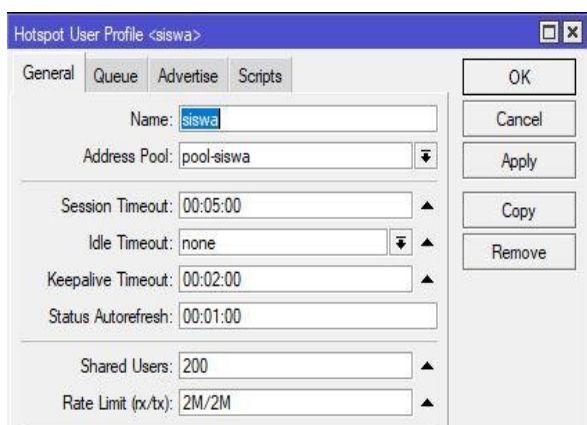 Hotspot User Profile <siswa>
General Queue Advertise Scripts
Name: siswa
Address Pool: pool-siswa
Session Timeout: 00:05:00
Idle Timeout: none
Keepalive Timeout: 00:02:00
Status Autorefresh: 00:01:00
Shared Users: 200
Rate Limit (rx/tx): 2M/2M
OK
Cancel
Apply
Copy
Remove